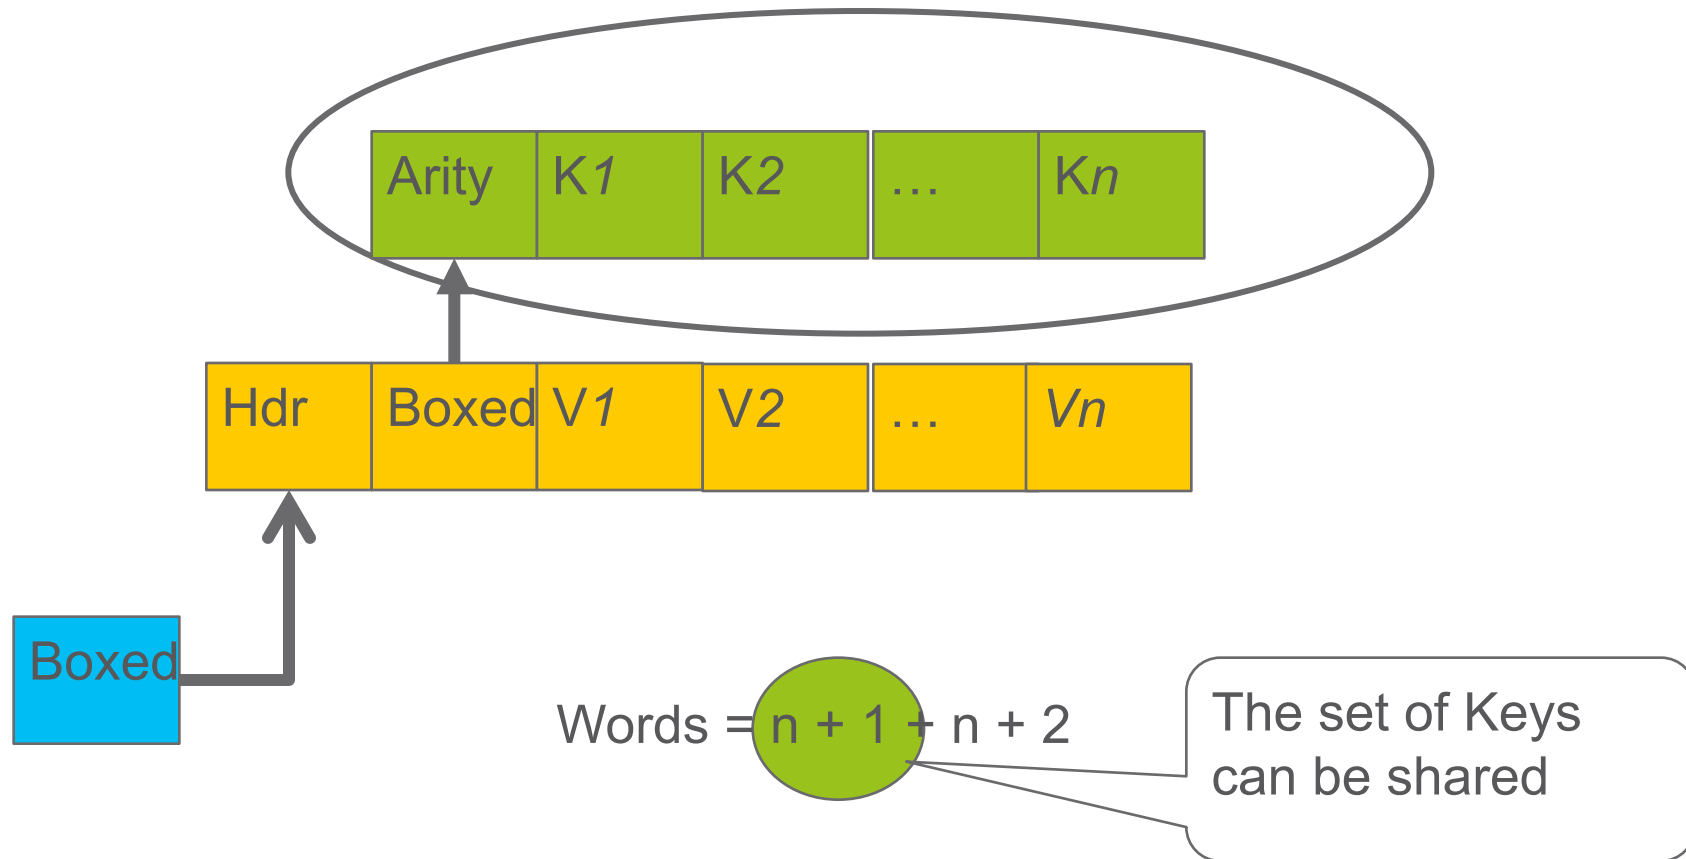 Arity K1 K2 … Kn
Hdr Boxed V1 V2 … Vn
Boxed
Words = n + 1 + n + 2
The set of Keys
can be shared